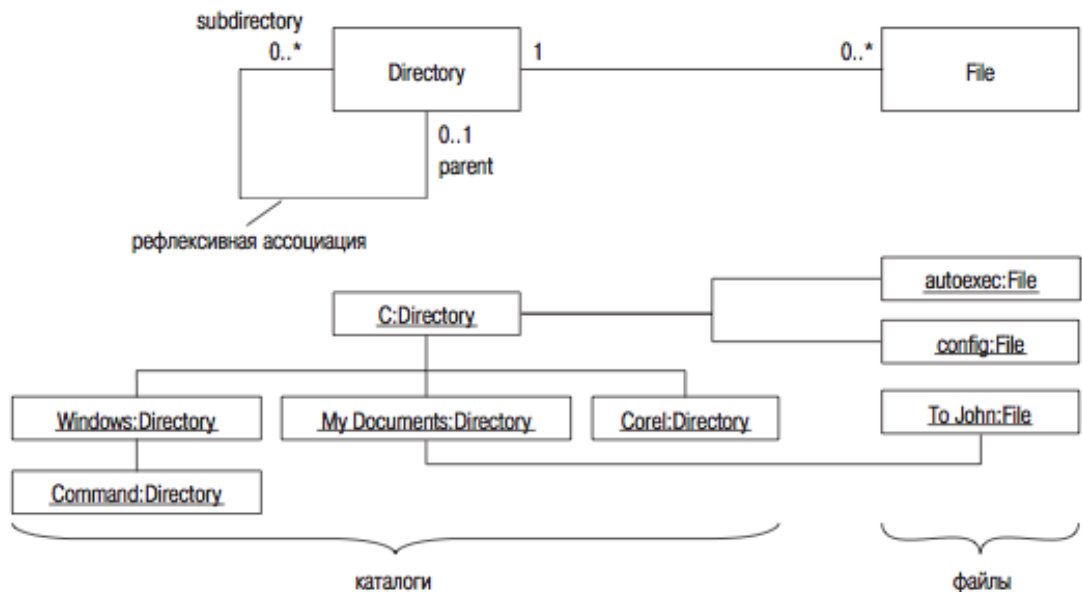 subdirectory
0..*
Directory
1
0..*
File
0..1
parent
рефлексивная ассоциация
autoexec:File
C:Directory
config:File
Windows:Directory
My Documents:Directory
Corel:Directory
To John:File
Command:Directory
каталоги
файлы